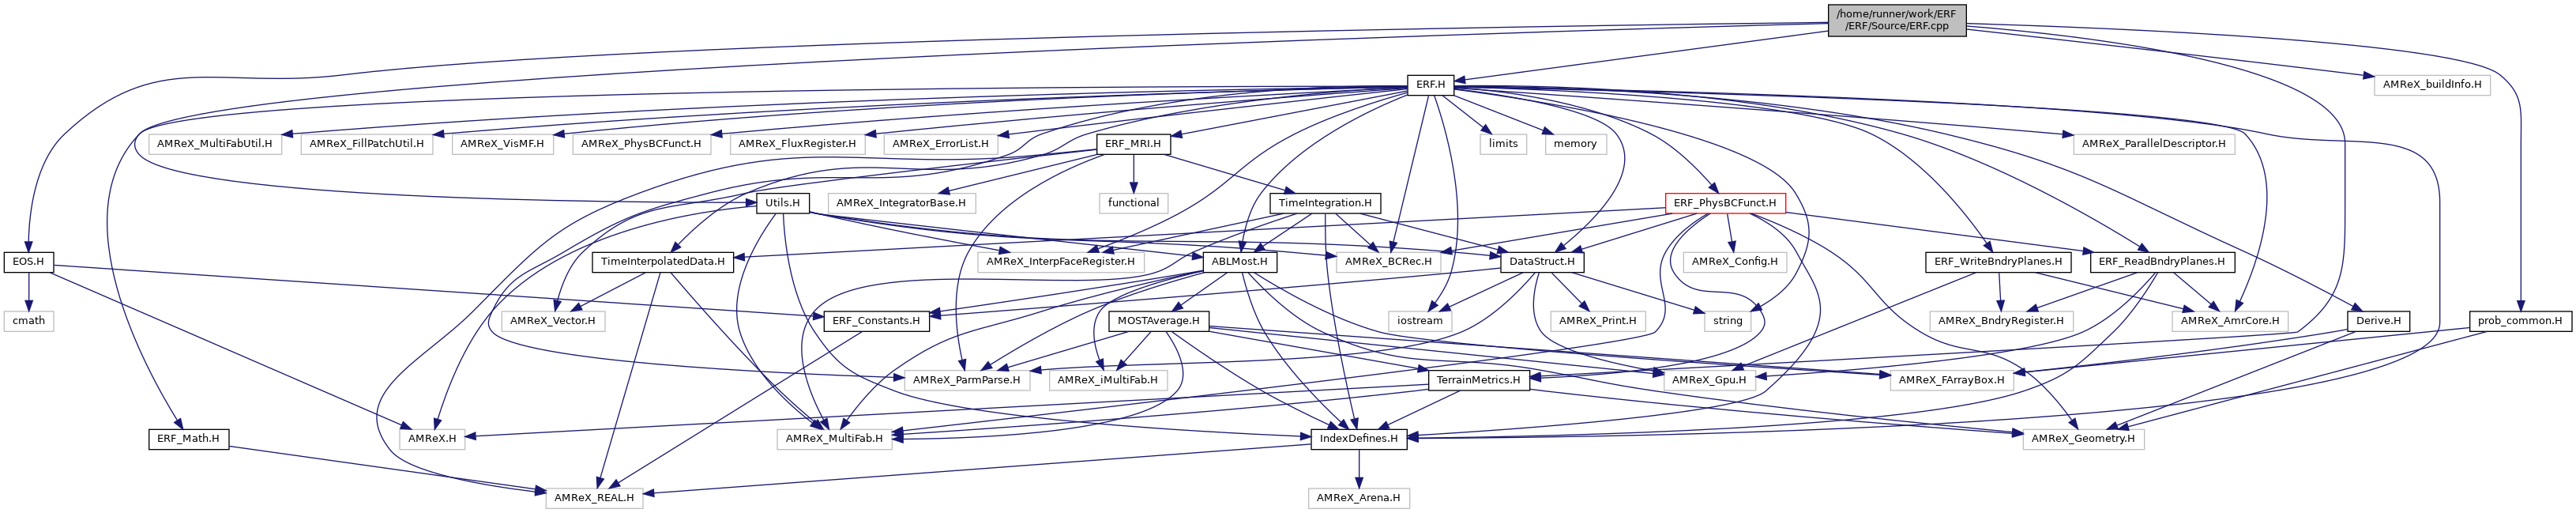 /home/runner/work/ERF
/ERF/Source/ERF.cpp
ERF.H
AMReX_buildInfo.H
AMReX_MultiFabUtil.H
AMReX_FillPatchUtil.H
AMReX_VisMF.H
AMReX_PhysBCFunct.H
AMReX_FluxRegister.H
AMReX_ErrorList.H
ERF_MRI.H
limits
memory
AMReX_ParallelDescriptor.H
Utils.H
AMReX_IntegratorBase.H
functional
TimeIntegration.H
ERF_PhysBCFunct.H
EOS.H
TimeInterpolatedData.H
AMReX_InterpFaceRegister.H
ABLMost.H
AMReX_BCRec.H
DataStruct.H
AMReX_Config.H
ERF_WriteBndryPlanes.H
ERF_ReadBndryPlanes.H
cmath
AMReX_Vector.H
ERF_Constants.H
MOSTAverage.H
iostream
AMReX_Print.H
string
AMReX_BndryRegister.H
AMReX_AmrCore.H
Derive.H
prob_common.H
AMReX_ParmParse.H
AMReX_iMultiFab.H
TerrainMetrics.H
AMReX_Gpu.H
AMReX_FArrayBox.H
ERF_Math.H
AMReX.H
AMReX_MultiFab.H
IndexDefines.H
AMReX_Geometry.H
AMReX_REAL.H
AMReX_Arena.H